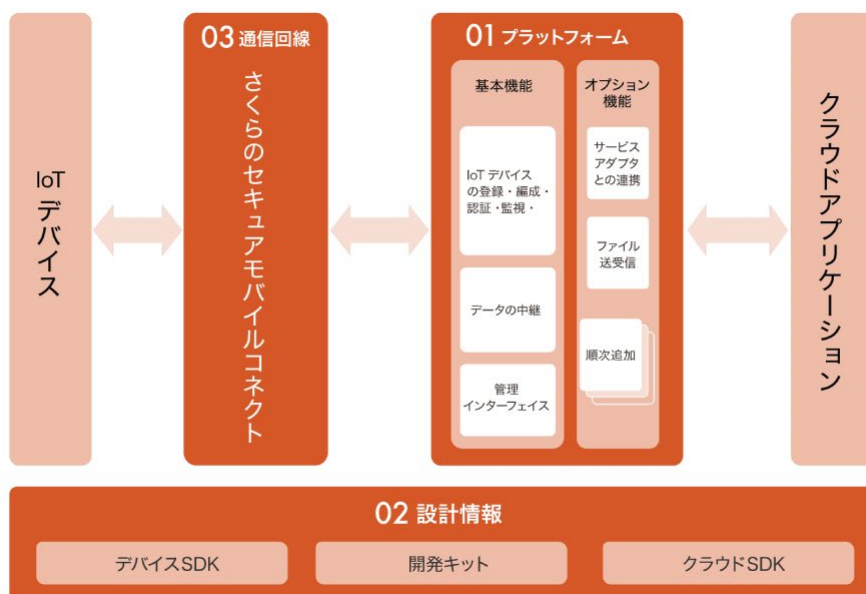 IoT
デバイス
03 通信回線
さくらのセキュアモバイルコネクト
01 プラットフォーム
基本機能
IoT デバイス
の登録・編成・
認証・監視・
データの中継
管理
インターフェイス
オプション
機能
サービス
アダプタ
との連携
ファイル
送受信
順次追加
クラウドアプリケーション
02 設計情報
デバイスSDK
開発キット
クラウドSDK